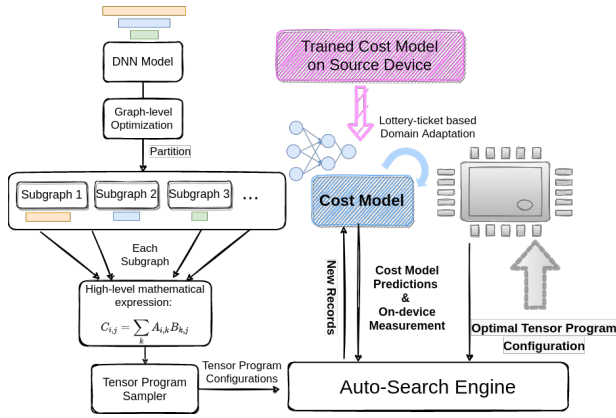 DNN Model
Graph-level
Optimization
Partition
Subgraph 1
Subgraph 2
Subgraph 3
...
Each
Subgraph
High-level mathematical
expression:
C_{i,j} = \sum_k A_{i,k} B_{k,j}
Tensor Program
Sampler
Tensor Program
Configurations
Trained Cost Model
on Source Device
Lottery-ticket based
Domain Adaptation
Cost Model
New Records
Cost Model
Predictions
&
On-device
Measurement
Optimal Tensor Program
Configuration
Auto-Search Engine